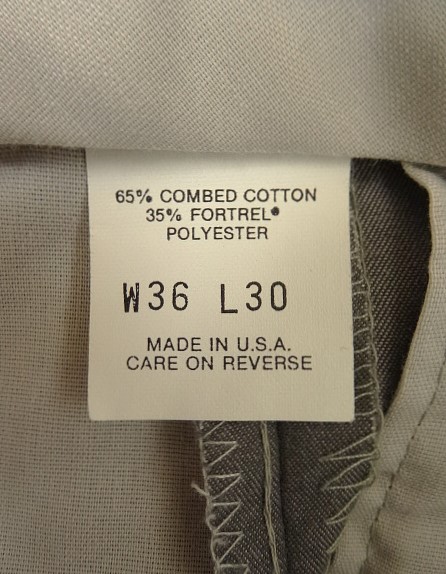 65% COMBED COTTON
35% FORTREL®
POLYESTER
W36 L30
MADE IN U.S.A.
CARE ON REVERSE